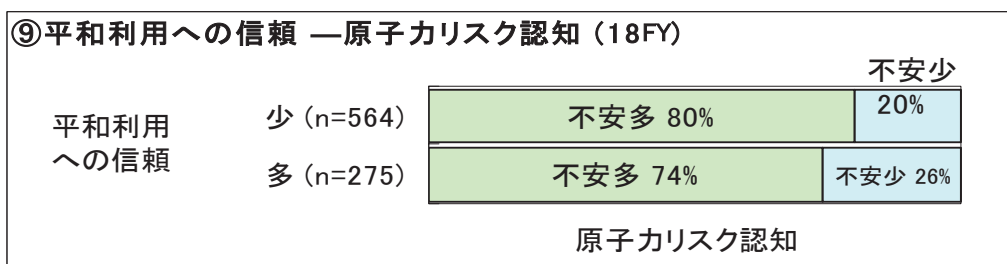 ⑨平和利用への信頼 ―原子力リスク認知（18FY)
不安少
平和利用
への信頼
少（n=564）
不安多 80%
20%
多（n=275）
不安多 74%
不安少 26%
原子力リスク認知